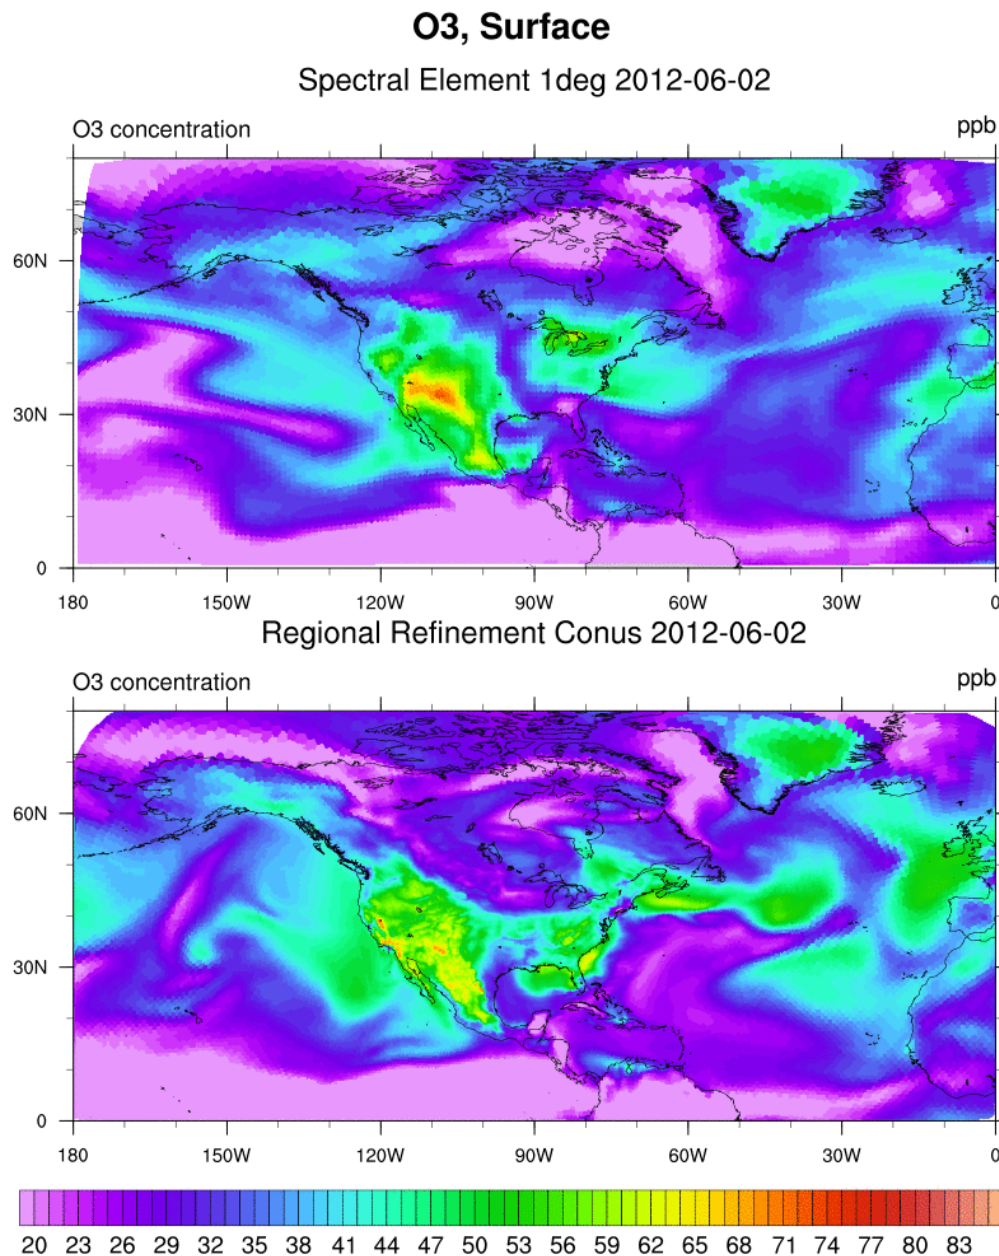 O3, Surface
Spectral Element 1deg 2012-06-02
O3 concentration ppb
60N
30N
0
180 150W 120W 90W 60W 30W 0
Regional Refinement Conus 2012-06-02
O3 concentration ppb
60N
30N
0
180 150W 120W 90W 60W 30W 0
20 23 26 29 32 35 38 41 44 47 50 53 56 59 62 65 68 71 74 77 80 83